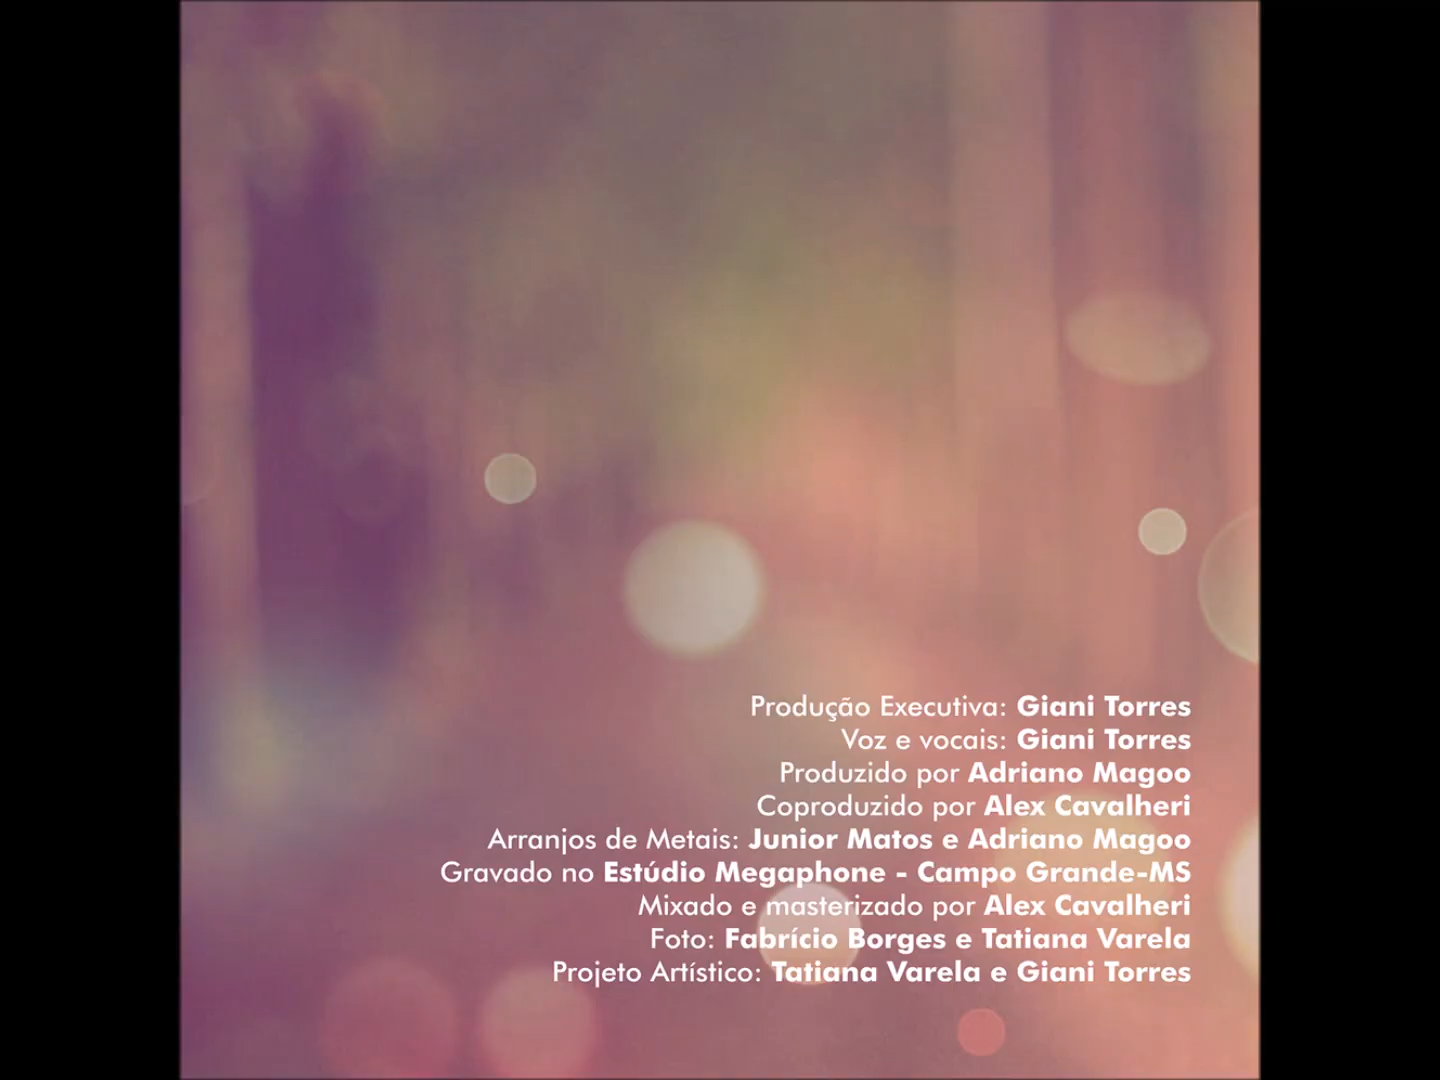 Produção Executiva: Giani Torres
Voz e vocais: Giani Torres
Produzido por Adriano Magoo
Coproduzido por Alex Cavalheri
Arranjos de Metais: Junior Matos e Adriano Magoo
Gravado no Estúdio Megaphone - Campo Grande-MS
Mixado e masterizado por Alex Cavalheri
Foto: Fabrício Borges e Tatiana Varela
Projeto Artístico: Tatiana Varela e Giani Torres